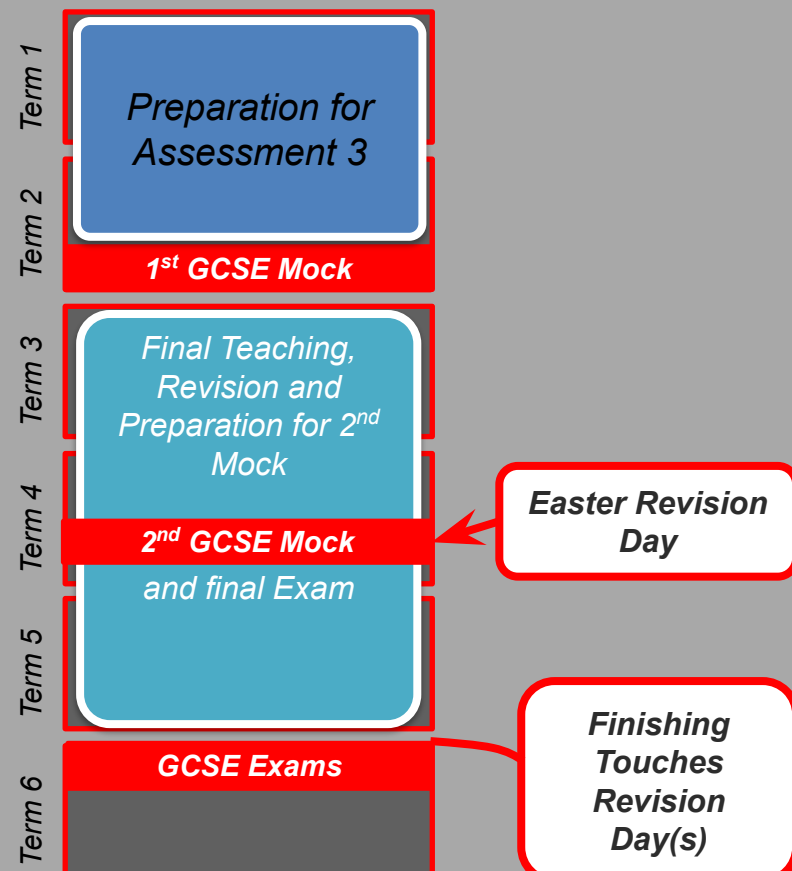 Term 1
Preparation for
Assessment 3
Term 2
1st GCSE Mock
Term 3
Final Teaching,
Revision and
Preparation for 2nd
Mock
Term 4
2nd GCSE Mock
Easter Revision
Day
and final Exam
Term 5
GCSE Exams
Term 6
Finishing
Touches
Revision
Day(s)